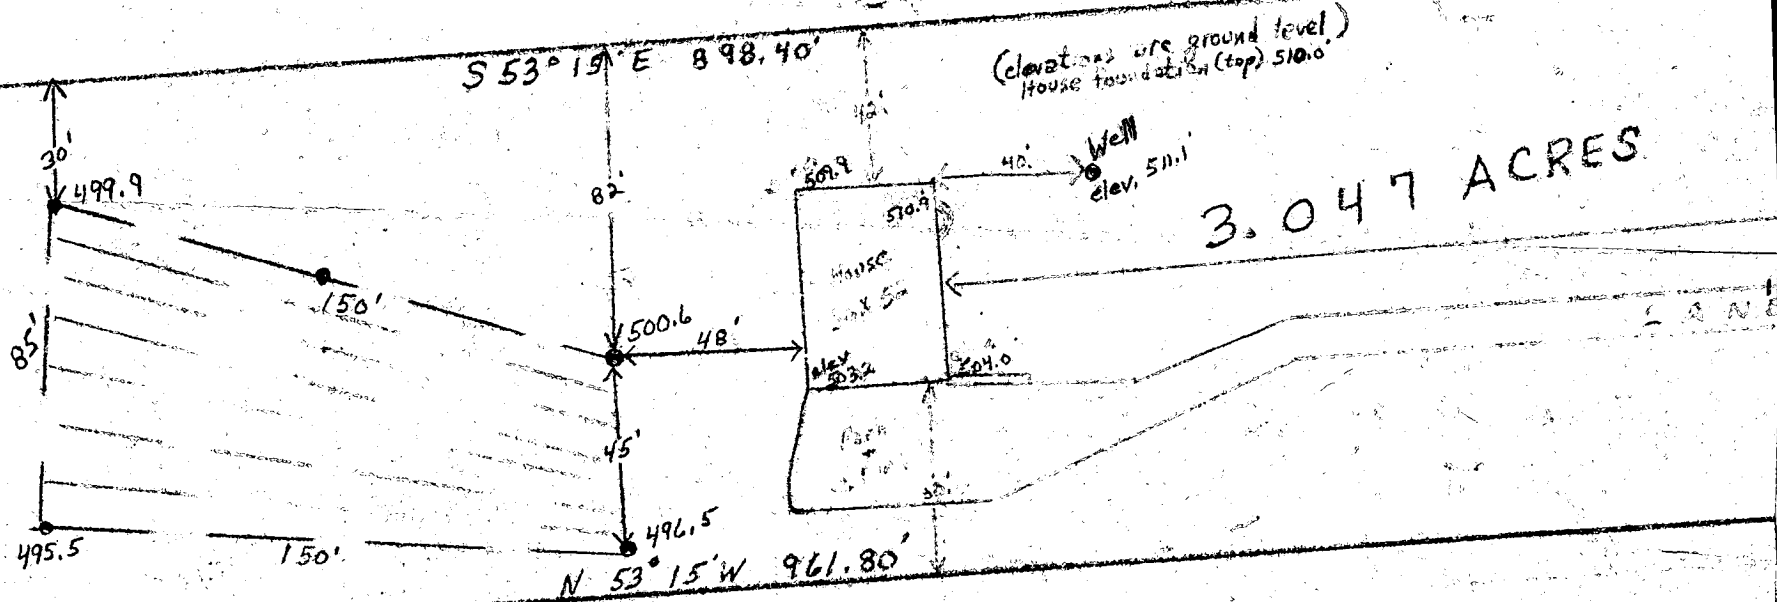 S 53° 15' E 898.40'
(elevations are ground level)
House foundation (top) 510.0'
30'
499.9
82'
42'
509.9
510.9
40'
Well
elev. 511.1'
3.047 ACRES
150'
85'
500.6
48'
House
elev
503.2
504.0
LANE
45'
Park
495.5
150'
496.5
N 53° 15' W 961.80'